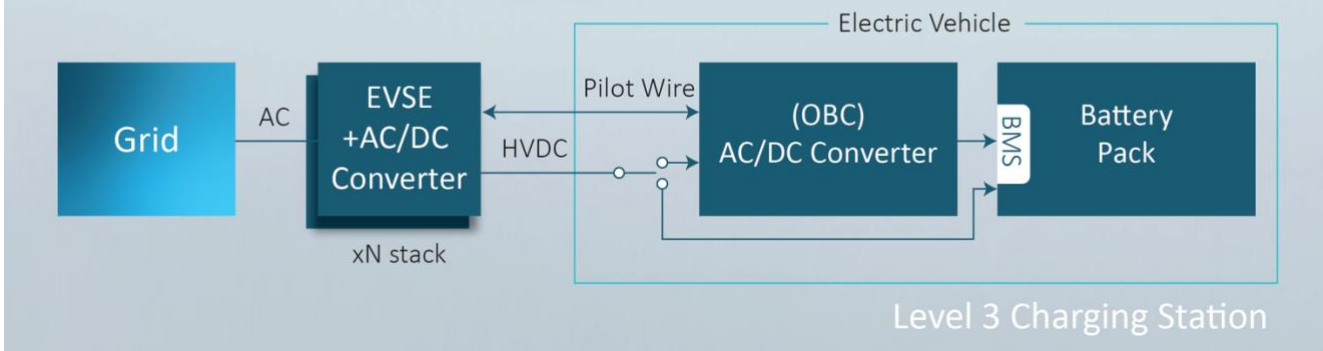 Electric Vehicle
Grid
AC
EVSE
+AC/DC
Converter
xN stack
Pilot Wire
HVDC
(OBC)
AC/DC Converter
BMS
Battery
Pack
Level 3 Charging Station